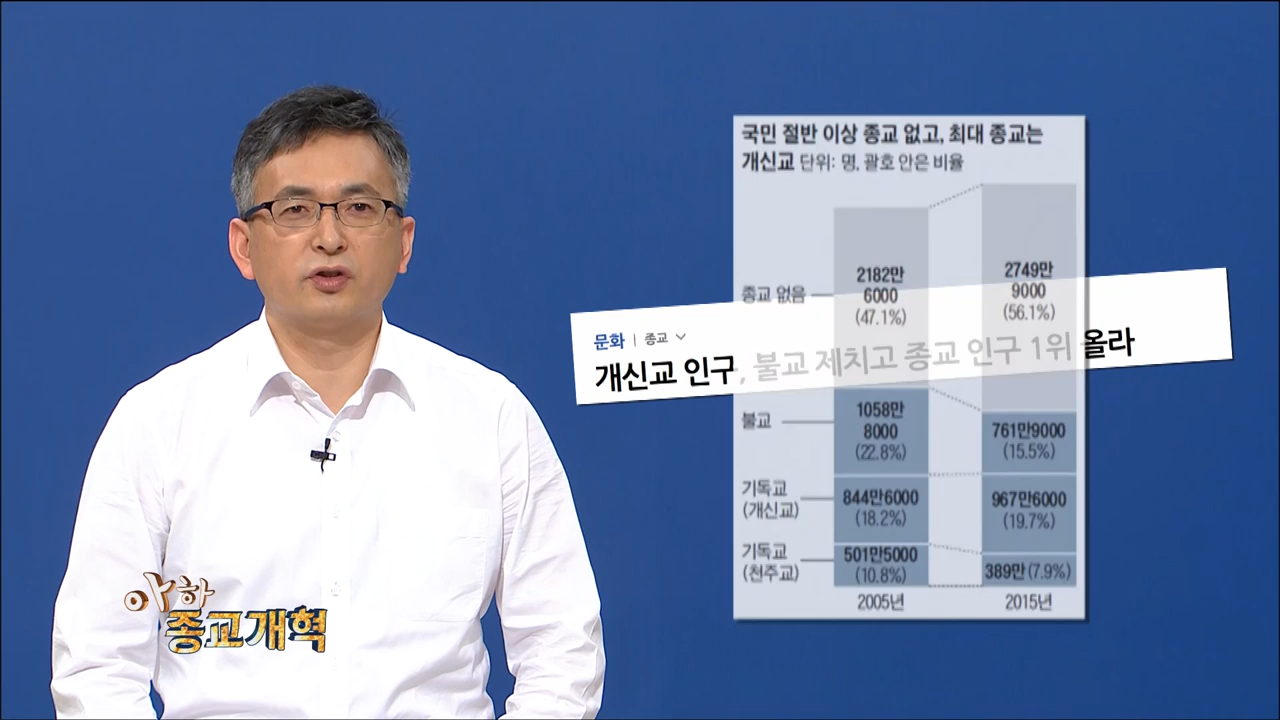 국민 절반 이상 종교 없고, 최대 종교는
개신교 단위: 명, 괄호 안은 비율
종교 없음
2182만
6000
(47.1%)
2749만
9000
(56.1%)
문화 | 종교
개신교 인구, 불교 제치고 종교 인구 1위 올라
불교
1058만
8000
(22.8%)
761만9000
(15.5%)
기독교
(개신교)
844만6000
(18.2%)
967만6000
(19.7%)
기독교
(천주교)
501만5000
(10.8%)
389만 (7.9%)
2005년
2015년
아하
종교개혁